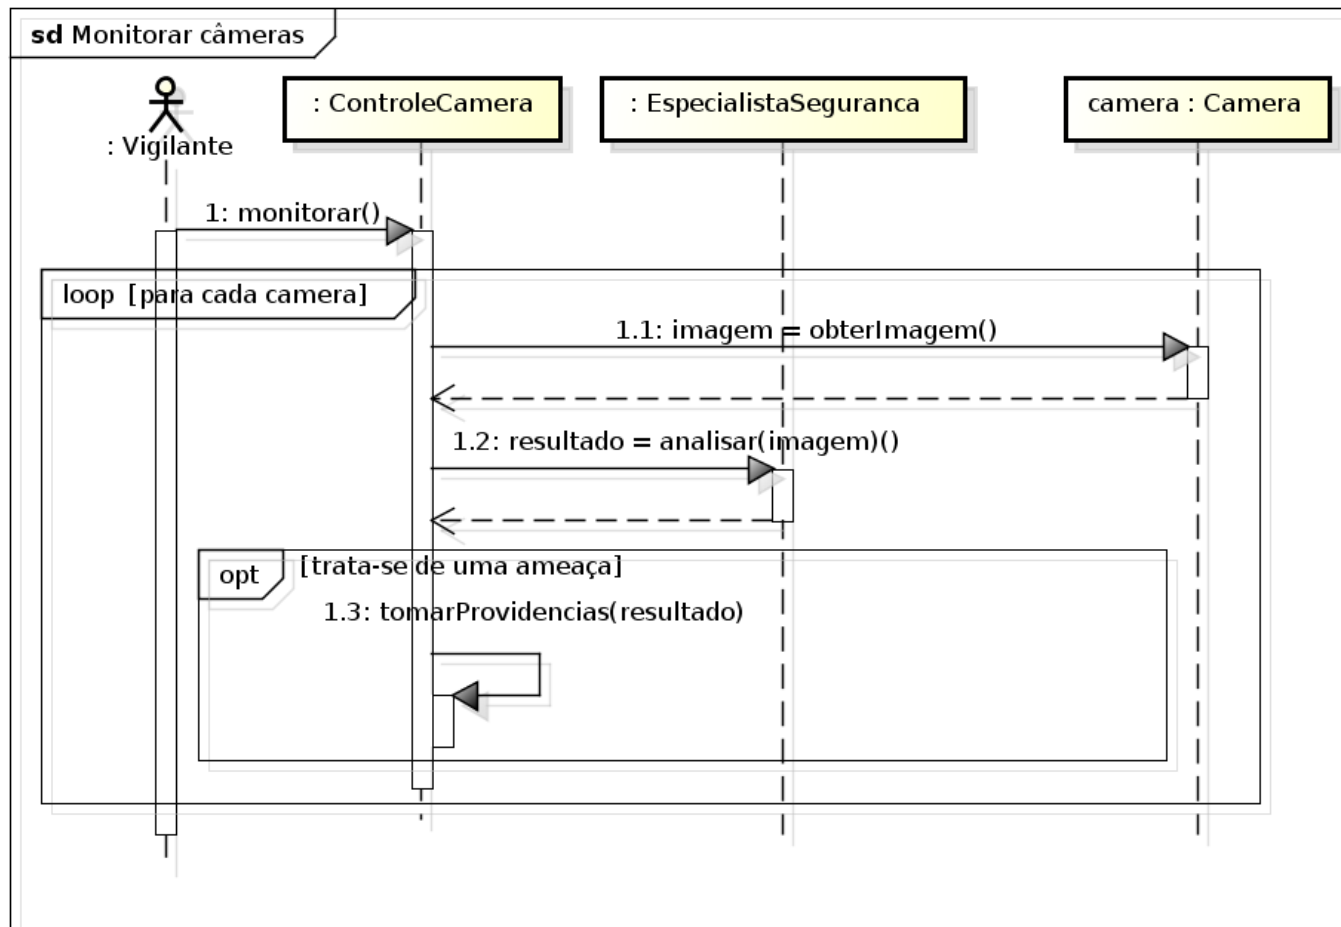 sd Monitorar câmeras
: Vigilante
: ControleCamera
: EspecialistaSeguranca
camera : Camera
1: monitorar()
loop [para cada camera]
1.1: imagem = obterImagem()
1.2: resultado = analisar(imagem)()
opt [trata-se de uma ameaça]
1.3: tomarProvidencias(resultado)